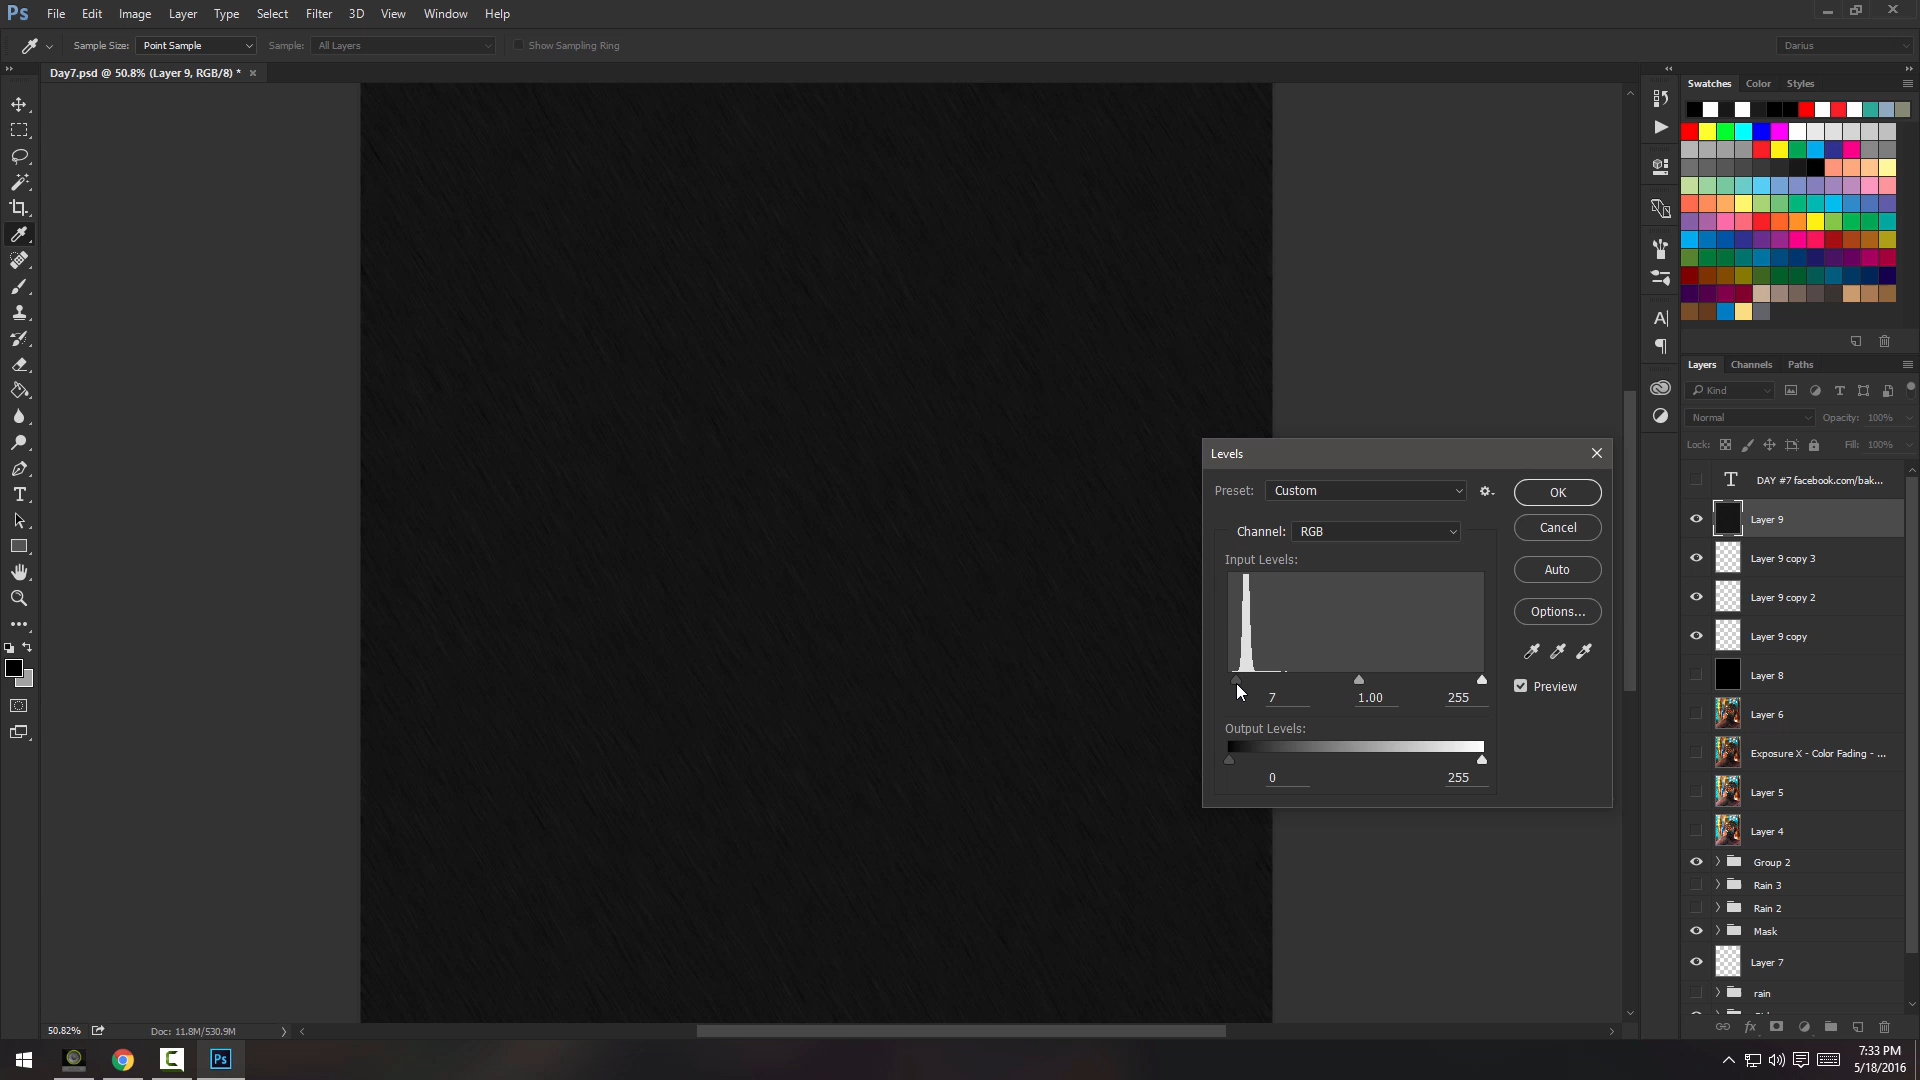 Ps File Edit Image Layer Type Select Filter 3D View Window Help
Sample Size: Point Sample Sample: All Layers Show Sampling Ring Darius
Day7.psd @ 50.8% (Layer 9, RGB/8) *
Swatches Color Styles
Layers Channels Paths
Kind
Normal Opacity: 100%
Lock: Fill: 100%
DAY #7 facebook.com/bak...
Layer 9
Layer 9 copy 3
Layer 9 copy 2
Layer 9 copy
Layer 8
Layer 6
Exposure X - Color Fading - ...
Layer 5
Layer 4
Group 2
Rain 3
Rain 2
Mask
Layer 7
rain
Levels
Preset: Custom
OK
Channel: RGB
Cancel
Input Levels:
Auto
Options...
7 1.00 255
Preview
Output Levels:
0 255
50.82% Doc: 11.8M/530.9M
Ps
7:33 PM
5/18/2016